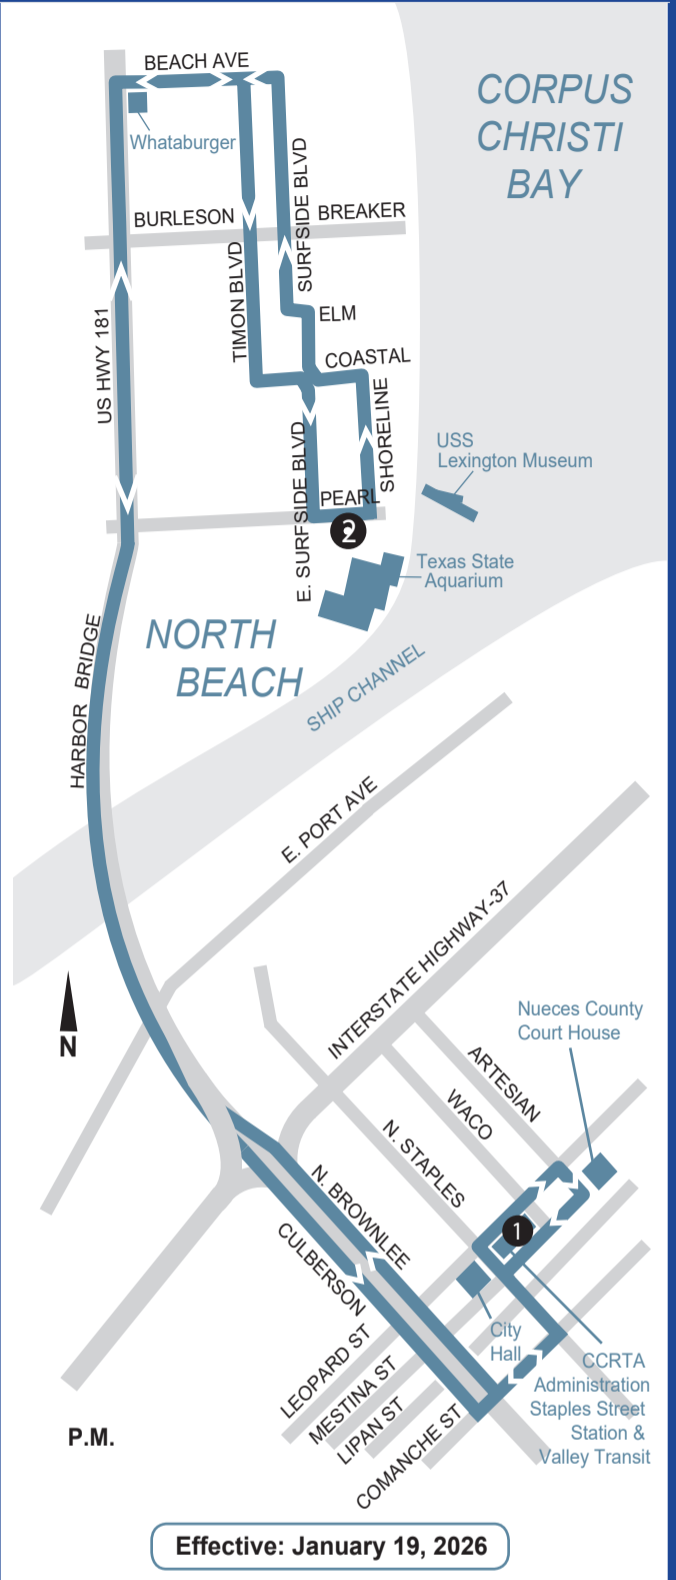 BEACH AVE
CORPUS
CHRISTI
BAY
Whataburger
SURFSIDE BLVD
BURLESON
BREAKER
TIMON BLVD
ELM
US HWY 181
COASTAL
SHORELINE
E. SURFSIDE BLVD
USS
Lexington Museum
PEARL
2
Texas State
Aquarium
NORTH
BEACH
HARBOR BRIDGE
SHIP CHANNEL
E. PORT AVE
INTERSTATE HIGHWAY-37
N
Nueces County
Court House
ARTESIAN
WACO
N. STAPLES
N. BROWNLEE
CULBERSON
1
City
Hall
LEOPARD ST
MESTINA ST
LIPAN ST
COMANCHE ST
CCRTA
Administration
Staples Street
Station &
Valley Transit
P.M.
Effective: January 19, 2026